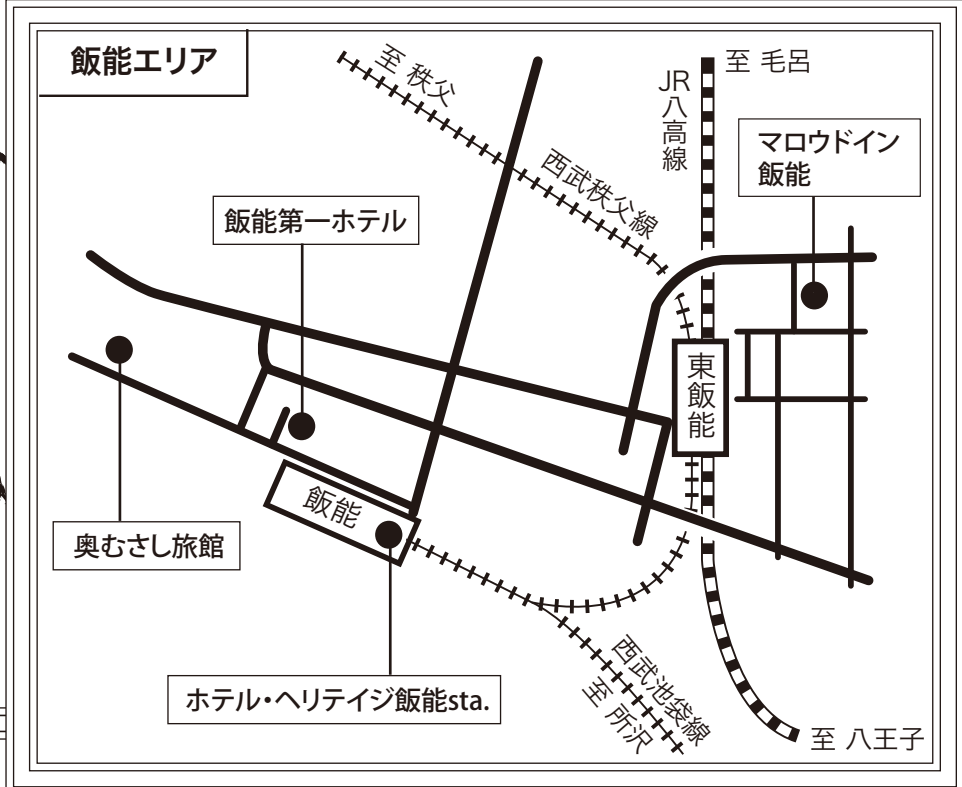 飯能エリア
至 秩父
西武秩父線
JR八高線
至 毛呂
マロウドイン
飯能
飯能第一ホテル
東飯能
飯能
奥むさし旅館
ホテル・ヘリテイジ飯能sta.
西武池袋線
至 所沢
至 八王子